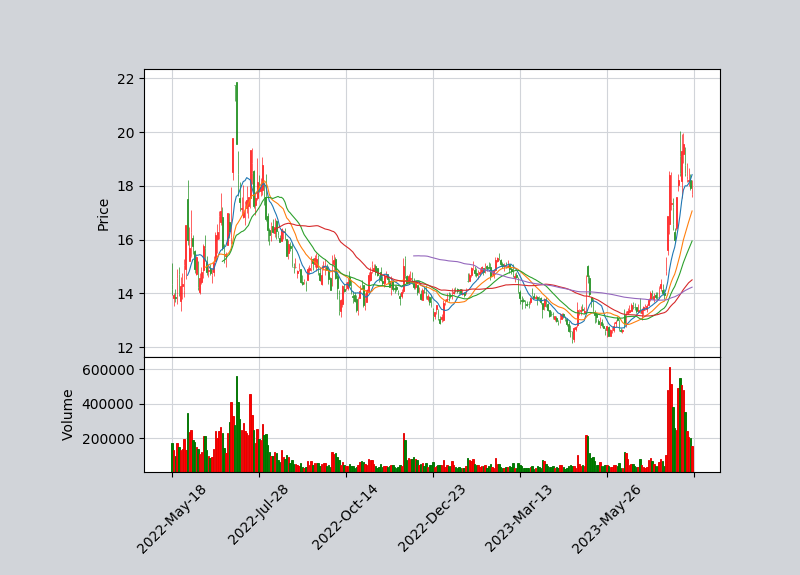 22
20
18
16
14
12
Price
600000
400000
200000
Volume
2022-May-18
2022-Jul-28
2022-Oct-14
2022-Dec-23
2023-Mar-13
2023-May-26